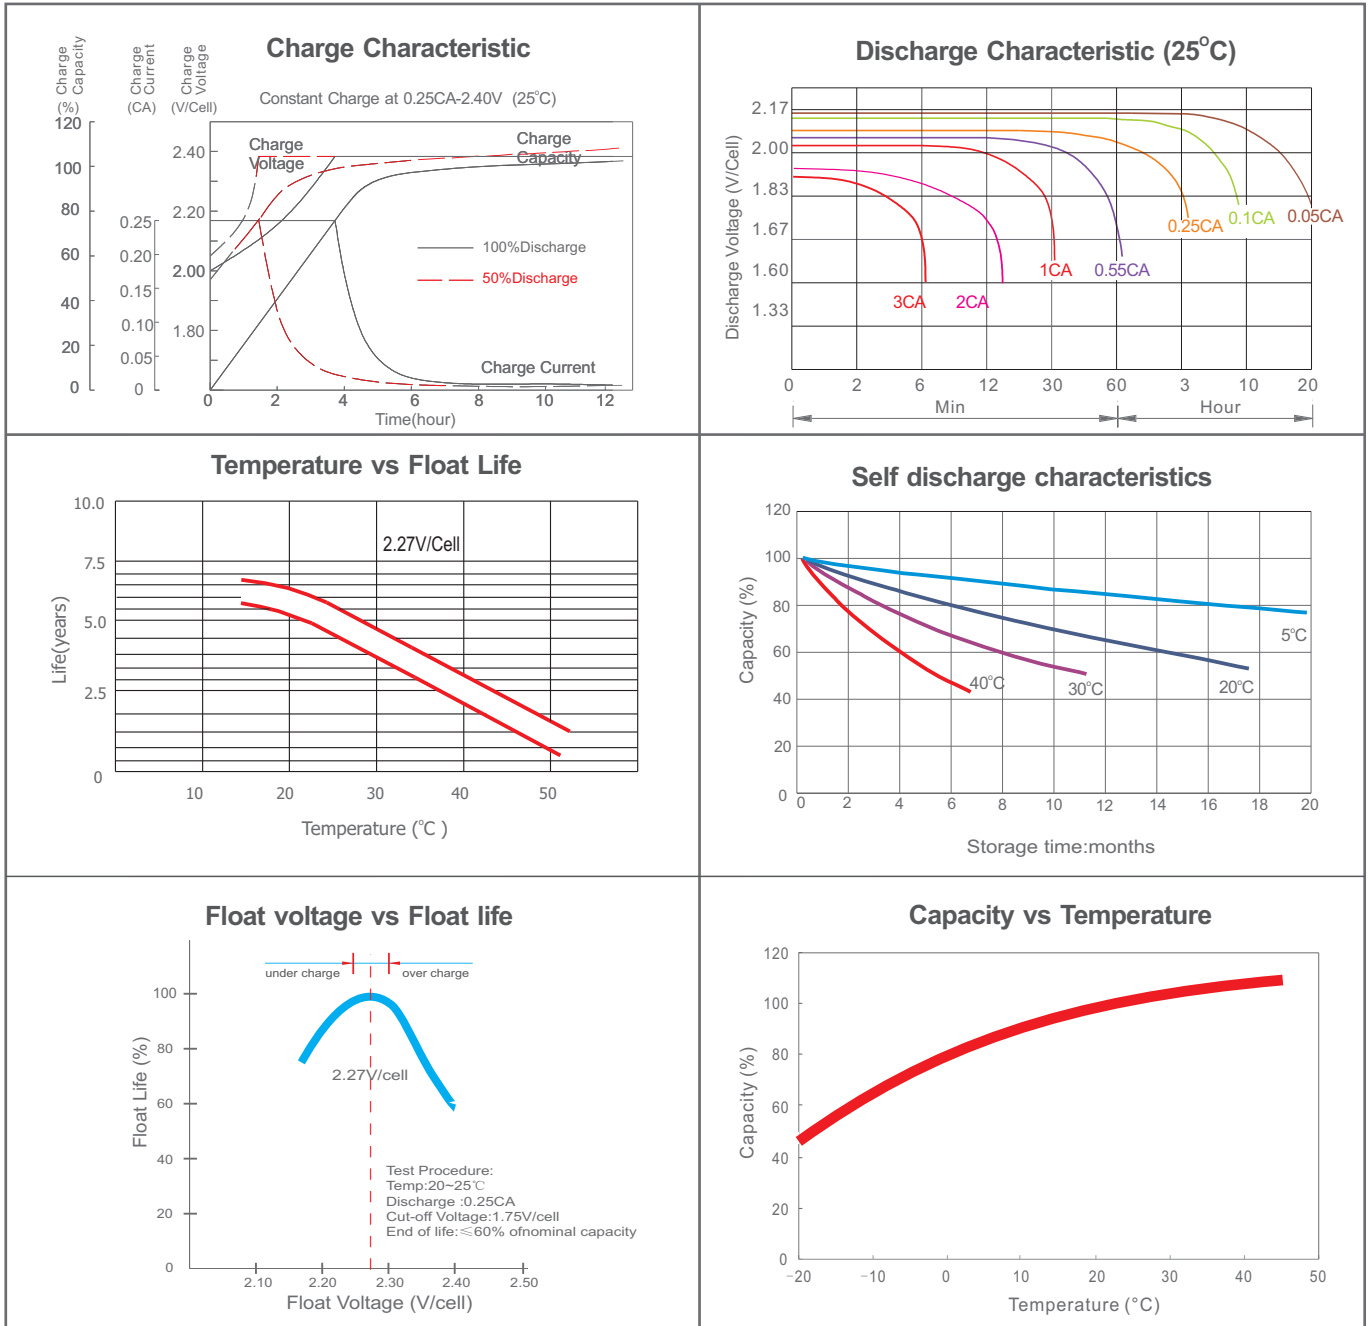 Charge Characteristic
Charge Capacity
(%)
Charge Current
(CA)
Charge Voltage
(V/Cell)
Constant Charge at 0.25CA-2.40V (25°C)
120
100
80
60
40
20
0
0.25
0.20
0.15
0.10
0.05
0
2.40
2.20
2.00
1.80
Charge
Voltage
Charge
Capacity
100%Discharge
50%Discharge
Charge Current
0 2 4 6 8 10 12
Time(hour)
Discharge Characteristic (25°C)
Discharge Voltage (V/Cell)
2.17
2.00
1.83
1.67
1.60
1.33
3CA
2CA
1CA
0.55CA
0.25CA
0.1CA
0.05CA
0 2 6 12 30 60 3 10 20
Min Hour
Temperature vs Float Life
Life(years)
10.0
7.5
5.0
2.5
0
2.27V/Cell
10 20 30 40 50
Temperature (°C )
Self discharge characteristics
Capacity (%)
120
100
80
60
40
20
0
5°C
20°C
30°C
40°C
0 2 4 6 8 10 12 14 16 18 20
Storage time:months
Float voltage vs Float life
under charge over charge
Float Life (%)
100
80
60
40
20
0
2.27V/cell
Test Procedure:
Temp:20~25℃
Discharge :0.25CA
Cut-off Voltage:1.75V/cell
End of life:≤60% ofnominal capacity
2.10 2.20 2.30 2.40 2.50
Float Voltage (V/cell)
Capacity vs Temperature
Capacity (%)
120
100
80
60
40
20
0
-20 -10 0 10 20 30 40 50
Temperature (°C)